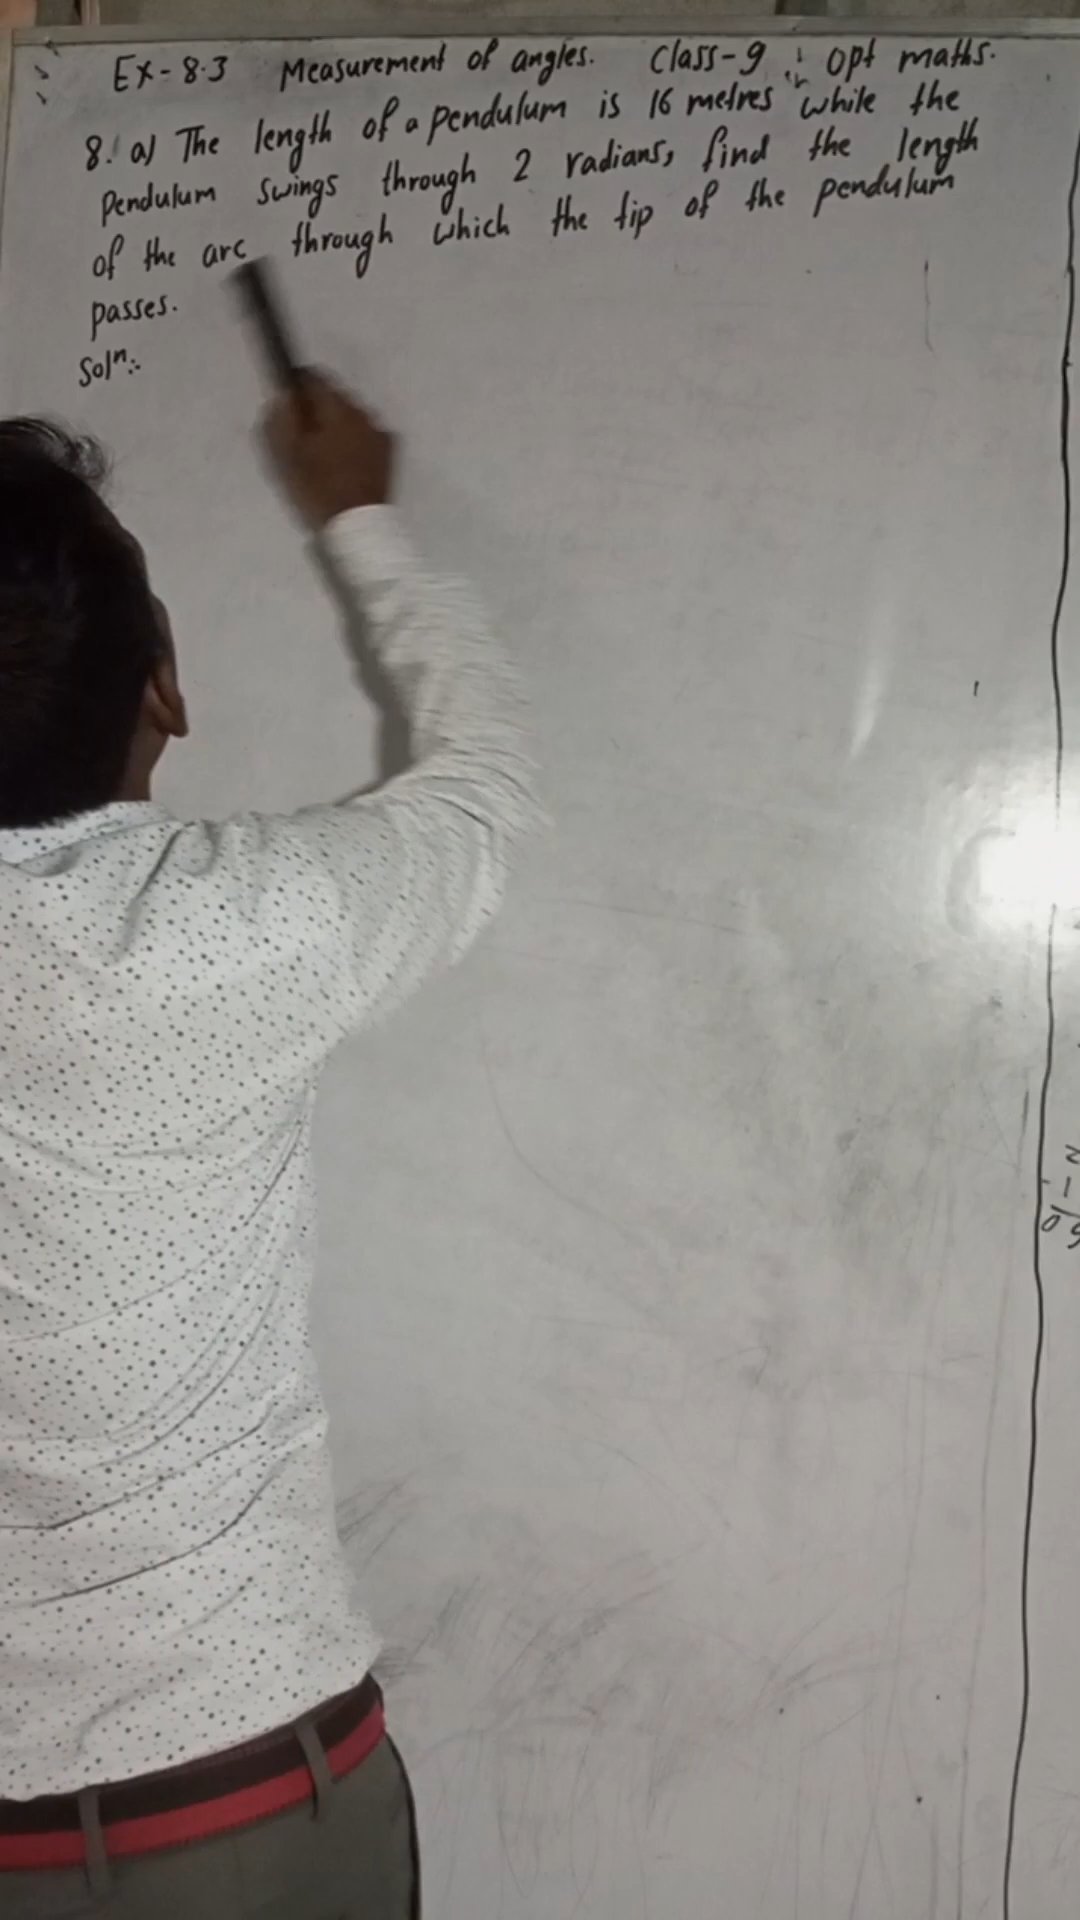 Ex-8.3 Measurement of angles. Class-9 : opt maths.
8. a) The length of a pendulum is 16 metres while the
pendulum swings through 2 radians, find the length
of the arc through which the tip of the pendulum
passes.
Solⁿ: